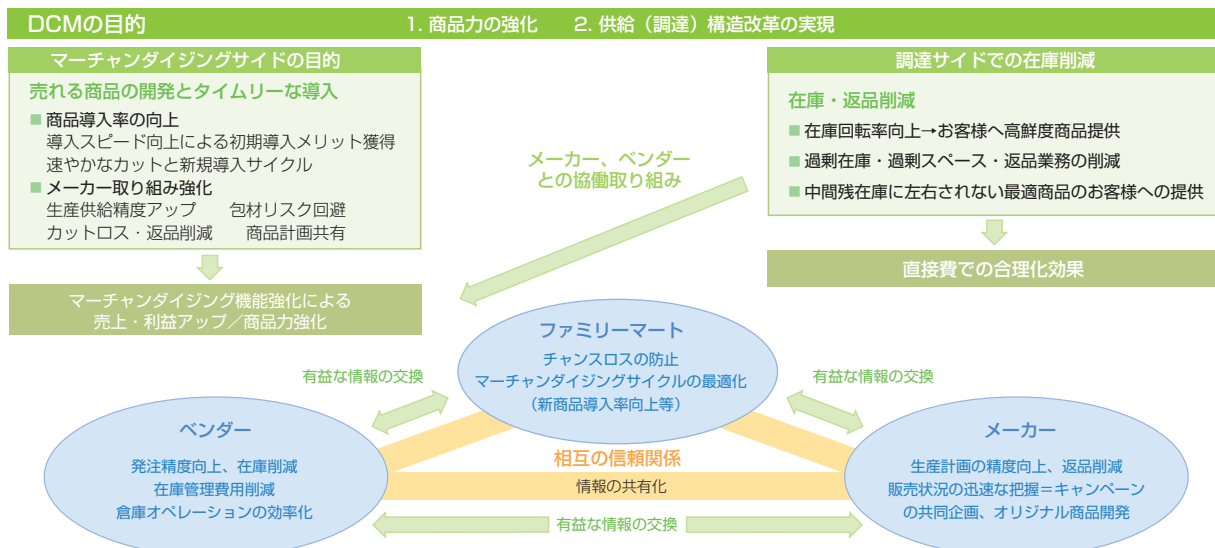 DCMの目的
1. 商品力の強化 2. 供給（調達）構造改革の実現
マーチャンダイジングサイドの目的
売れる商品の開発とタイムリーな導入
■ 商品導入率の向上
導入スピード向上による初期導入メリット獲得
速やかなカットと新規導入サイクル
■ メーカー取り組み強化
生産供給精度アップ 包材リスク回避
カットロス・返品削減 商品計画共有
マーチャンダイジング機能強化による
売上・利益アップ／商品力強化
メーカー、ベンダー
との協働取り組み
調達サイドでの在庫削減
在庫・返品削減
■ 在庫回転率向上→お客様へ高鮮度商品提供
■ 過剰在庫・過剰スペース・返品業務の削減
■ 中間残在庫に左右されない最適商品のお客様への提供
直接費での合理化効果
ファミリーマート
チャンスロスの防止
マーチャンダイジングサイクルの最適化
（新商品導入率向上等）
有益な情報の交換
有益な情報の交換
ベンダー
発注精度向上、在庫削減
在庫管理費用削減
倉庫オペレーションの効率化
相互の信頼関係
情報の共有化
メーカー
生産計画の精度向上、返品削減
販売状況の迅速な把握＝キャンペーン
の共同企画、オリジナル商品開発
有益な情報の交換